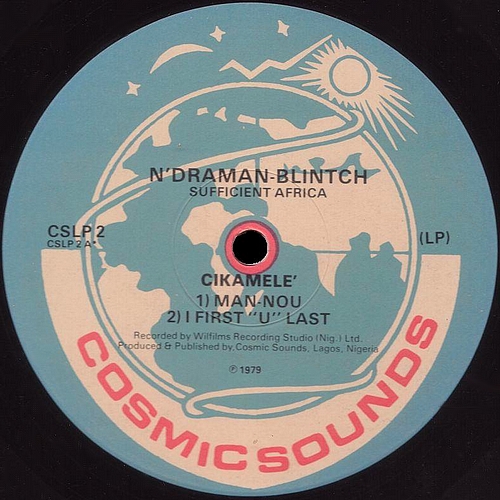 N'DRAMAN-BLINTCH
SUFFICIENT AFRICA
CSLP 2
CSLP 2 A*
(LP)
CIKAMELE'
1) MAN-NOU
2) I FIRST "U" LAST
Recorded by Wilfilms Recording Studio (Nig.) Ltd.
Produced & Published by, Cosmic Sounds, Lagos, Nigeria
℗ 1979
COSMIC SOUNDS